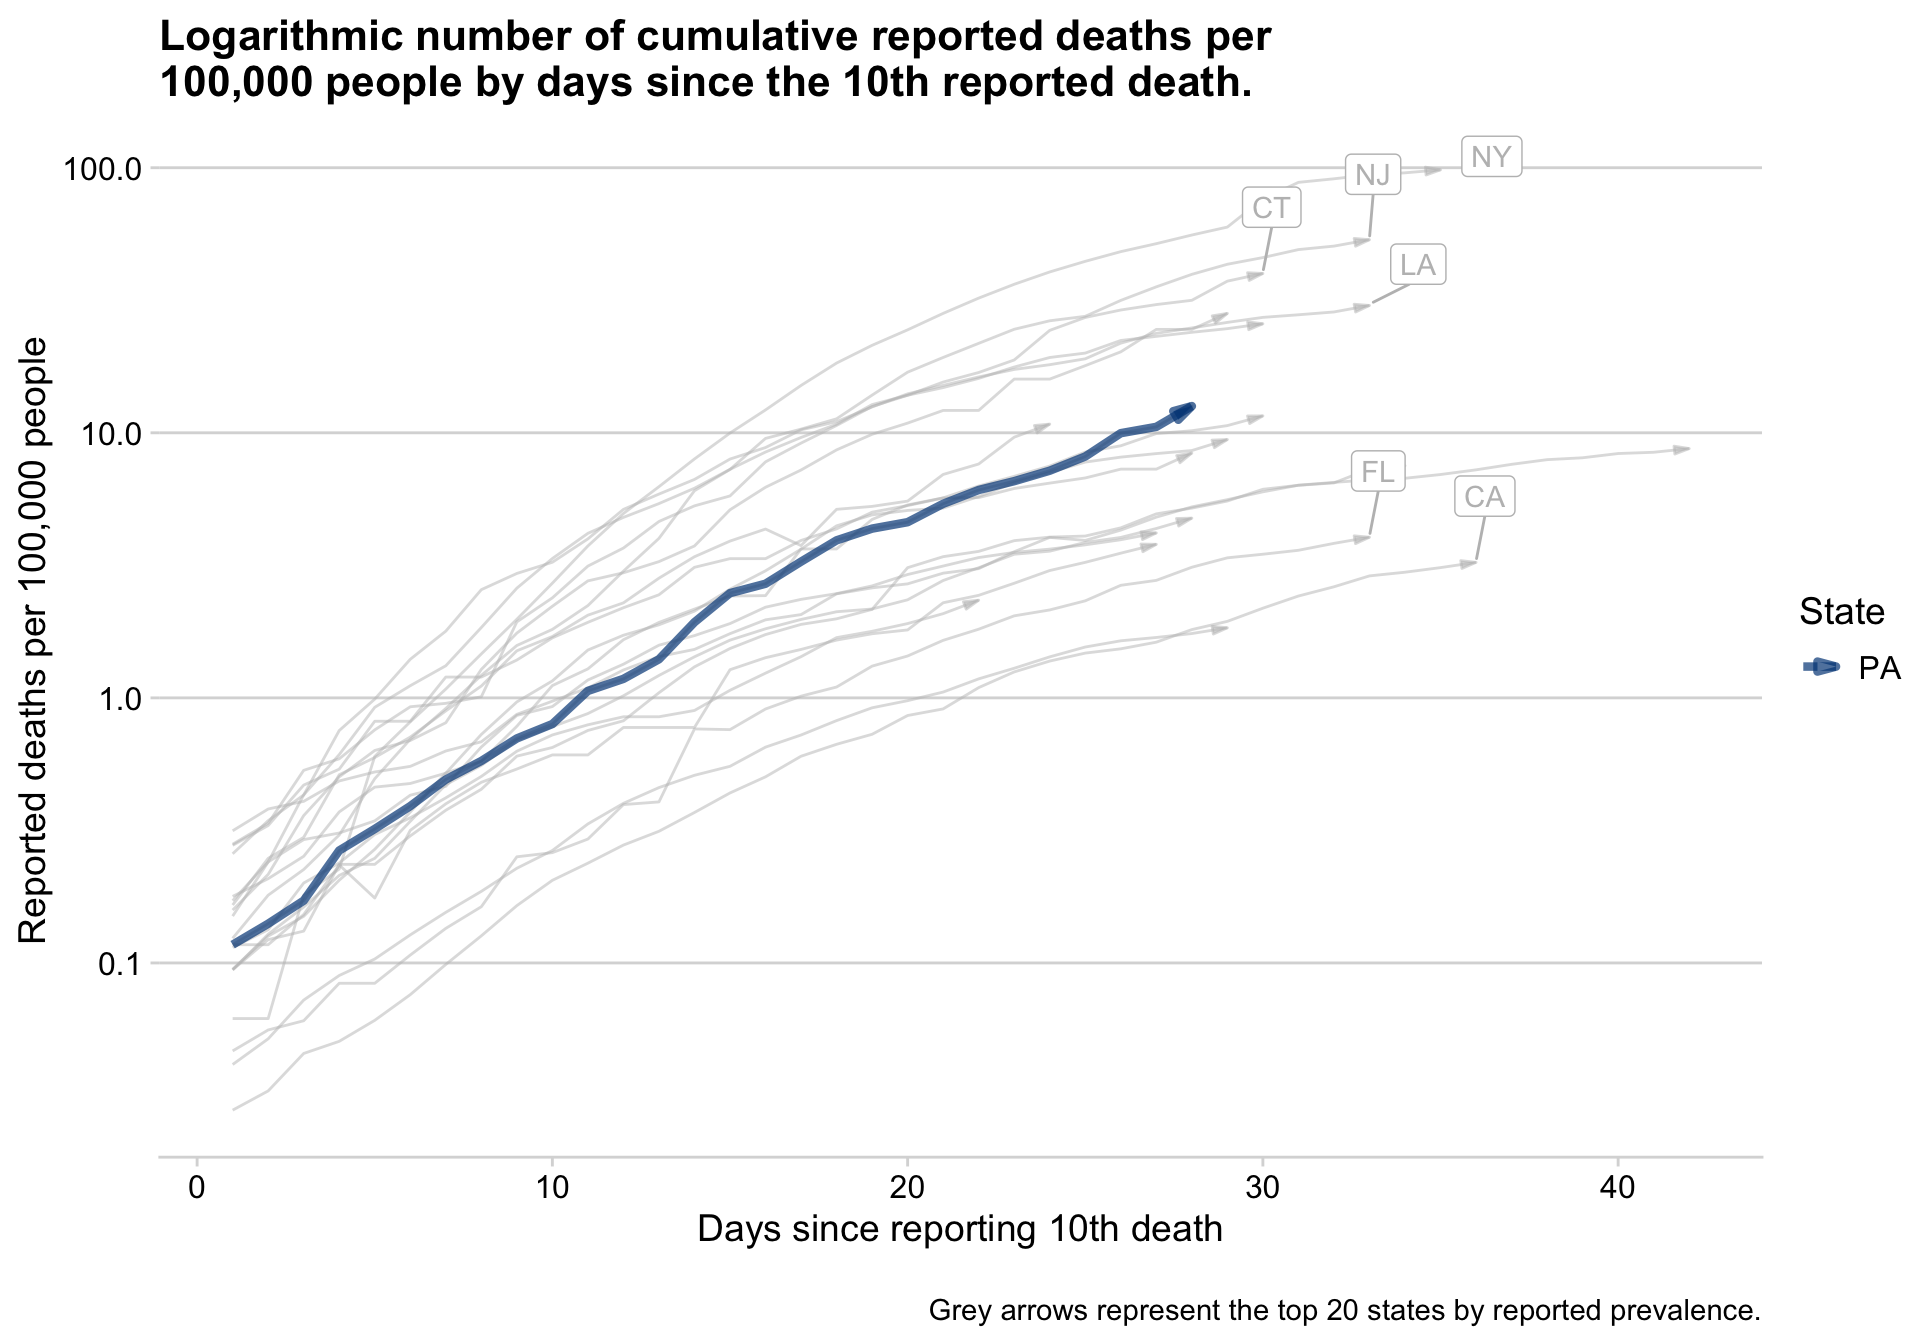 Logarithmic number of cumulative reported deaths per
100,000 people by days since the 10th reported death.
Reported deaths per 100,000 people
100.0
10.0
1.0
0.1
NY
NJ
CT
LA
FL
CA
State
PA
0 10 20 30 40
Days since reporting 10th death
Grey arrows represent the top 20 states by reported prevalence.